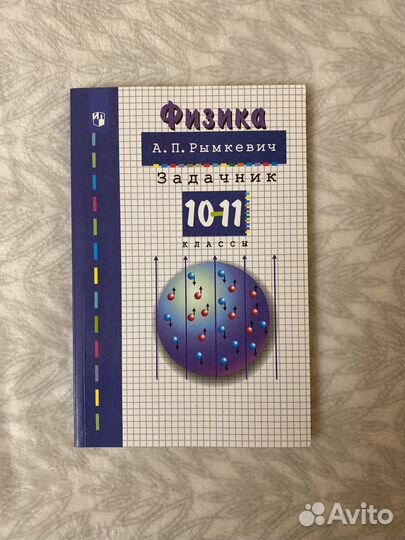 Физика
А.П.Рымкевич
Задачник
10-11
классы
Avito